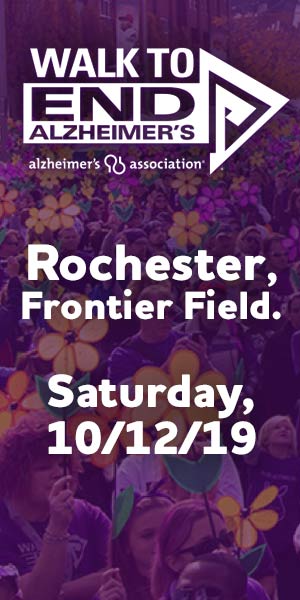 WALK TO
END
ALZHEIMER'S
alzheimer's association®
Rochester,
Frontier Field.
Saturday,
10/12/19